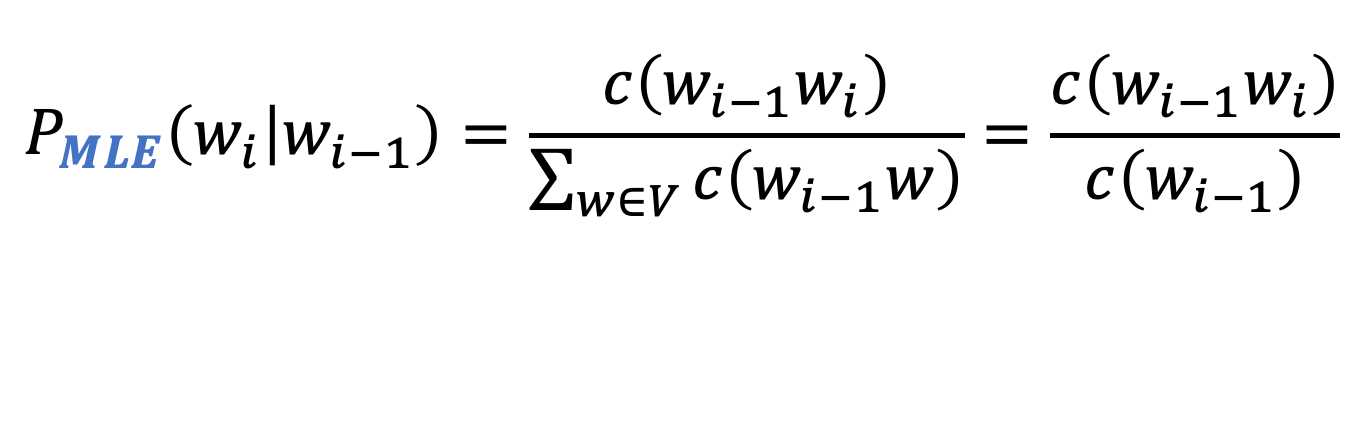 P_MLE(w_i|w_{i−1}) = c(w_{i−1}w_i) / ∑_{w∈V} c(w_{i−1}w) = c(w_{i−1}w_i) / c(w_{i−1})